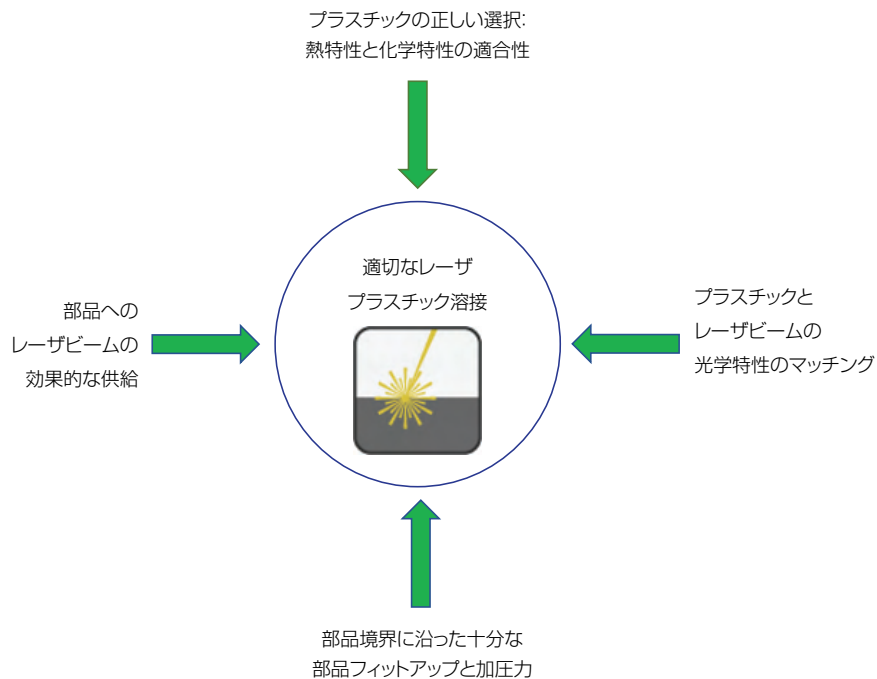 プラスチックの正しい選択:
熱特性と化学特性の適合性
適切なレーザ
プラスチック溶接
部品への
レーザビームの
効果的な供給
プラスチックと
レーザビームの
光学特性のマッチング
部品境界に沿った十分な
部品フィットアップと加圧力